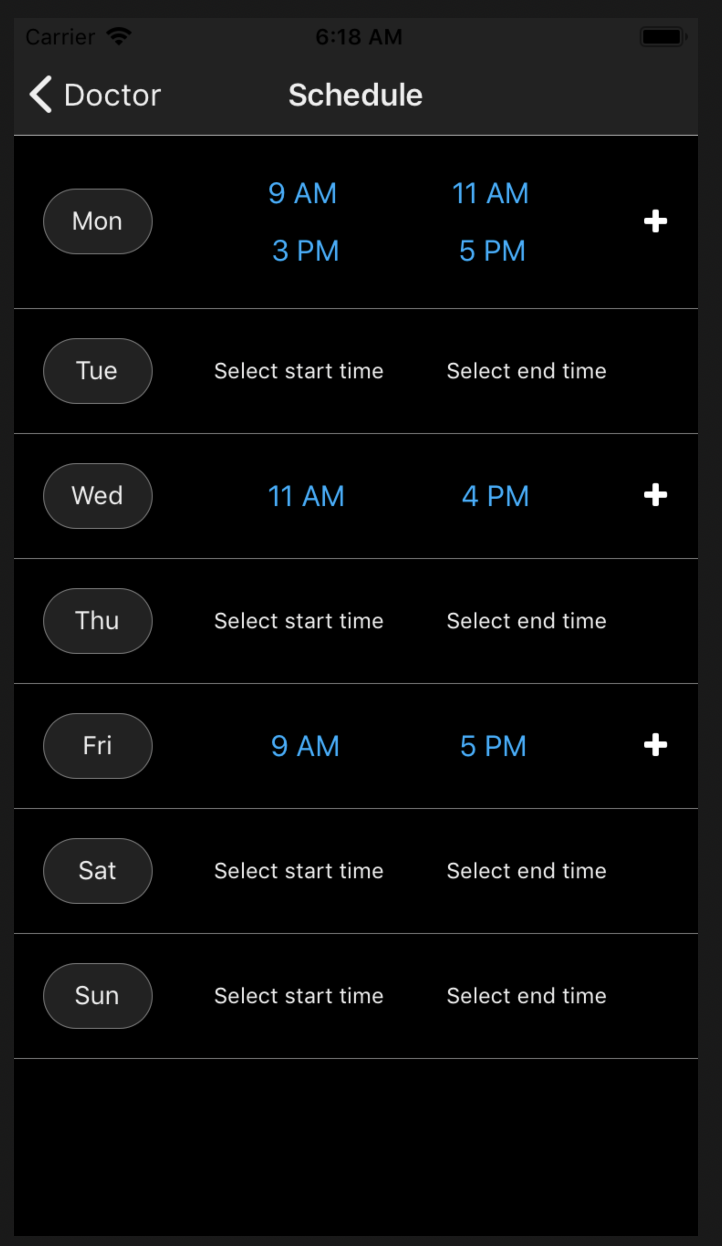 Carrier 6:18 AM
Doctor Schedule
Mon 9 AM 11 AM
3 PM 5 PM
Tue Select start time Select end time
Wed 11 AM 4 PM
Thu Select start time Select end time
Fri 9 AM 5 PM
Sat Select start time Select end time
Sun Select start time Select end time